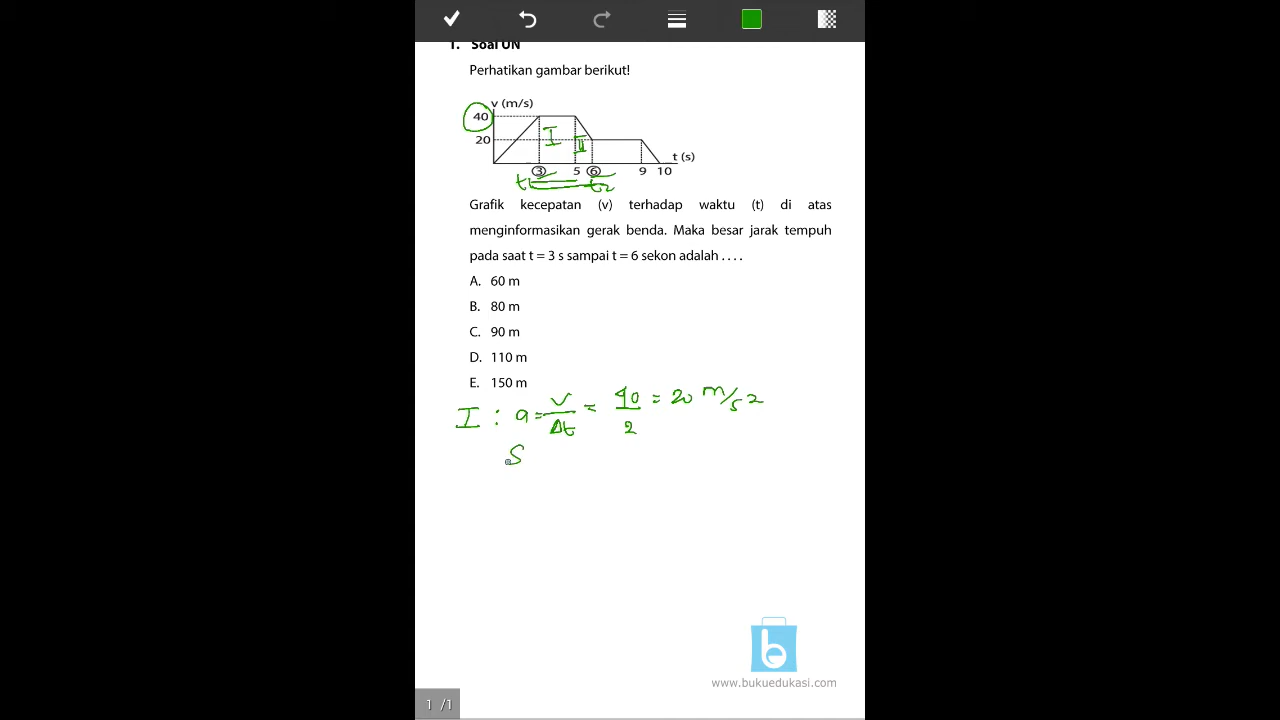 1. Soal UN
Perhatikan gambar berikut!
v (m/s)
40
20
I
II
t (s)
3 5 6 9 10
t1 t2
Grafik kecepatan (v) terhadap waktu (t) di atas
menginformasikan gerak benda. Maka besar jarak tempuh
pada saat t = 3 s sampai t = 6 sekon adalah . . . .
A. 60 m
B. 80 m
C. 90 m
D. 110 m
E. 150 m
I : a = v/Δt = 40/2 = 20 m/s2
S
b
www.bukuedukasi.com
1 /1